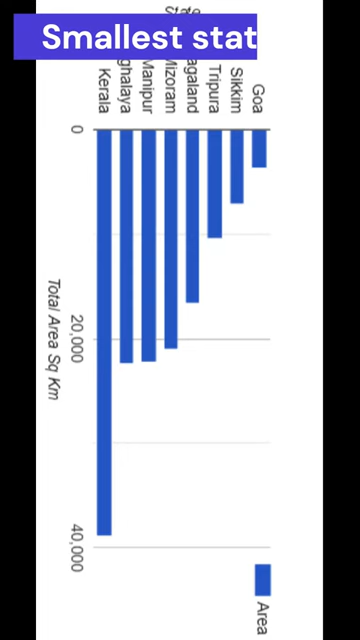 Smallest stat
Goa
Sikkim
Tripura
agaland
Mizoram
Manipur
ghalaya
Kerala
0
20,000
40,000
Total Area Sq Km
Area